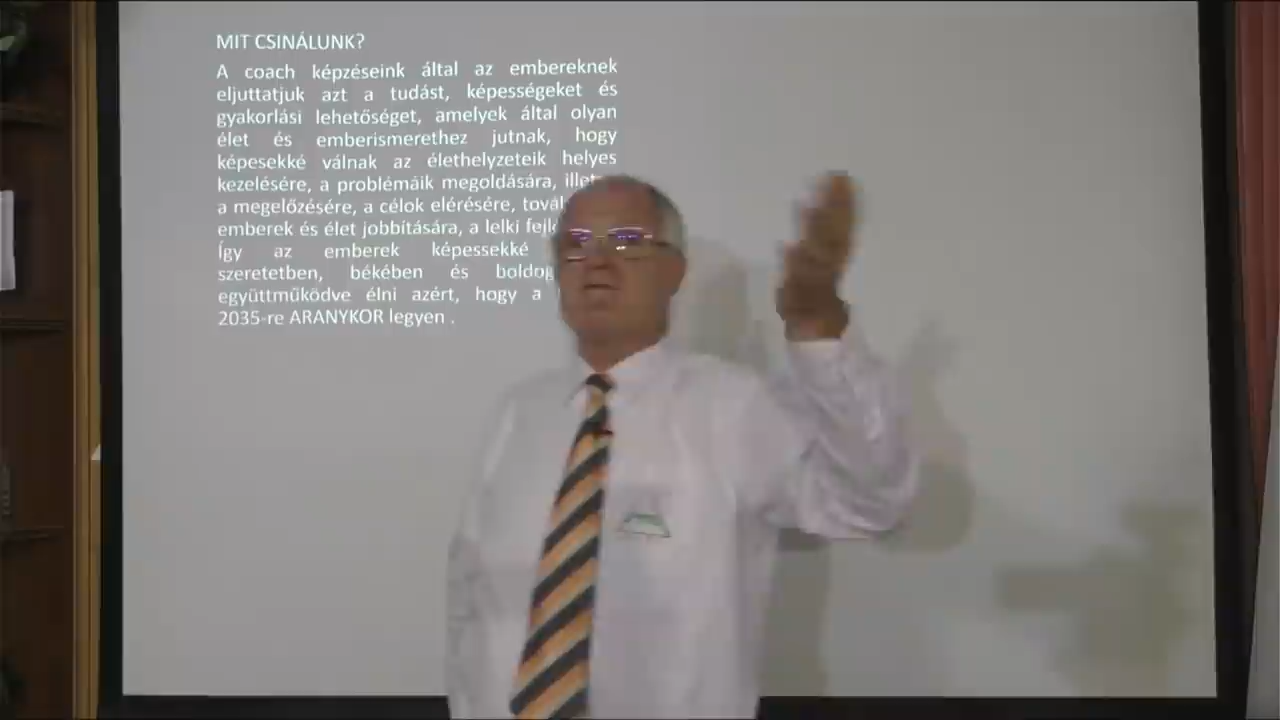 MIT CSINÁLUNK?
A coach képzéseink által az embereknek
eljuttatjuk azt a tudást, képességeket és
gyakorlási lehetőséget, amelyek által olyan
élet és emberismerethez jutnak, hogy
képesekké válnak az élethelyzeteik helyes
kezelésére, a problémáik megoldására,
a megelőzésére, a célok elérésére,
emberek és élet jobbítására, a lelki
Így az emberek képessekké
szeretetben, békében és
együttműködve élni azért, hogy a
2035-re ARANYKOR legyen .